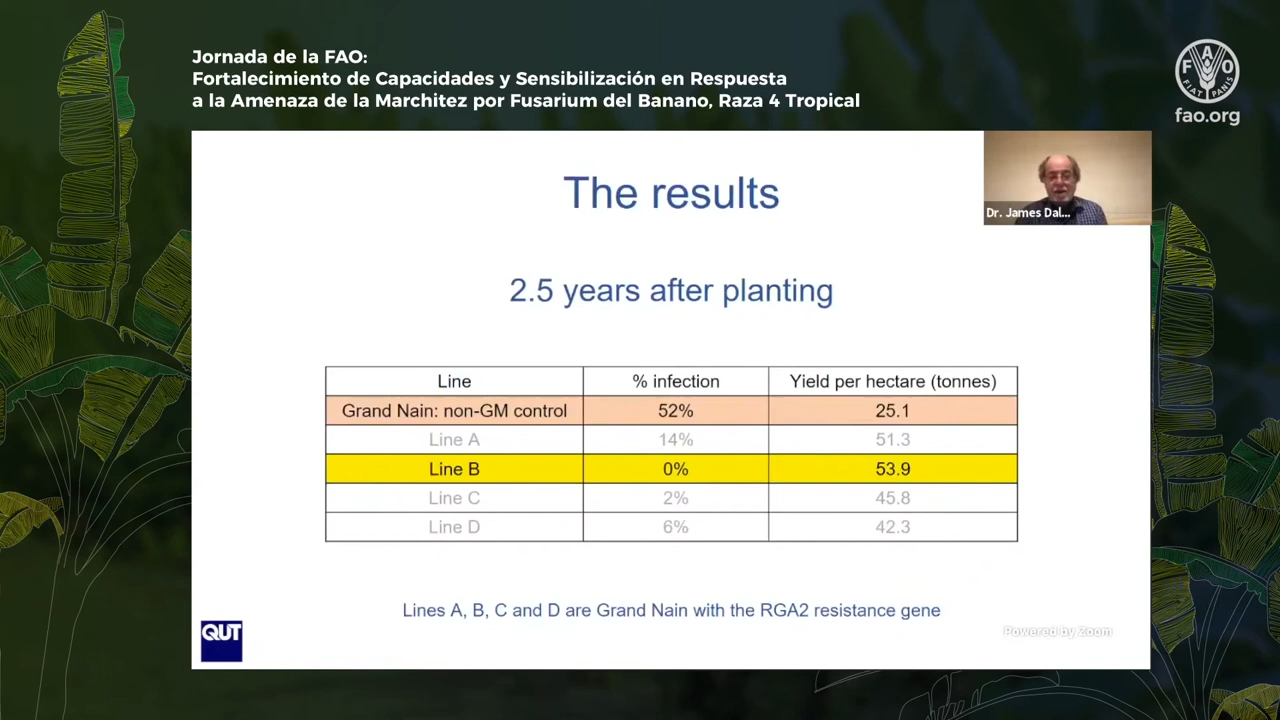 Jornada de la FAO:
Fortalecimiento de Capacidades y Sensibilización en Respuesta
a la Amenaza de la Marchitez por Fusarium del Banano, Raza 4 Tropical
F A O
FIAT PANIS
fao.org
Dr. James Dal...
The results
2.5 years after planting
Line % infection Yield per hectare (tonnes)
Grand Nain: non-GM control 52% 25.1
Line A 14% 51.3
Line B 0% 53.9
Line C 2% 45.8
Line D 6% 42.3
Lines A, B, C and D are Grand Nain with the RGA2 resistance gene
QUT
Powered by Zoom